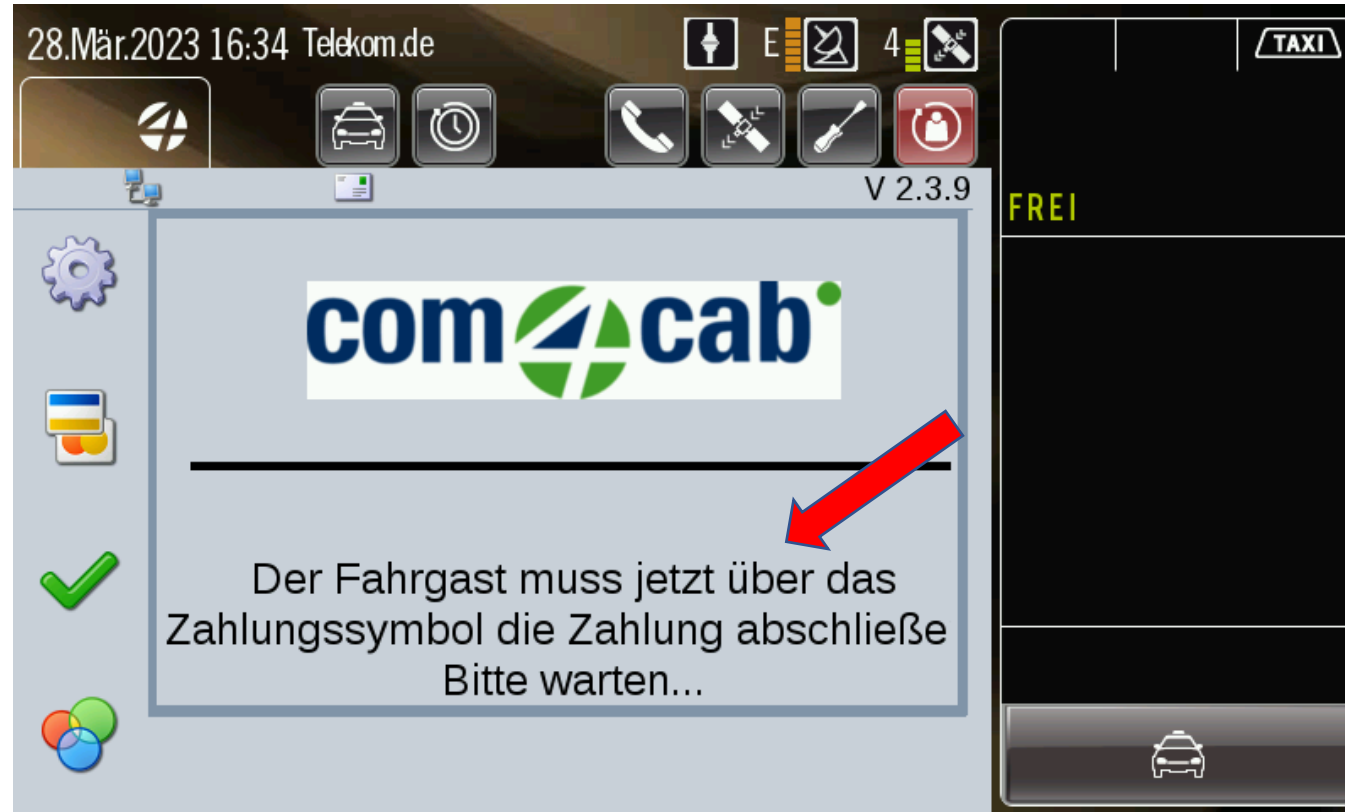 28.Mär.2023 16:34 Telekom.de E 4
TAXI
V 2.3.9
FREI
com4cab
Der Fahrgast muss jetzt über das
Zahlungssymbol die Zahlung abschließe
Bitte warten...